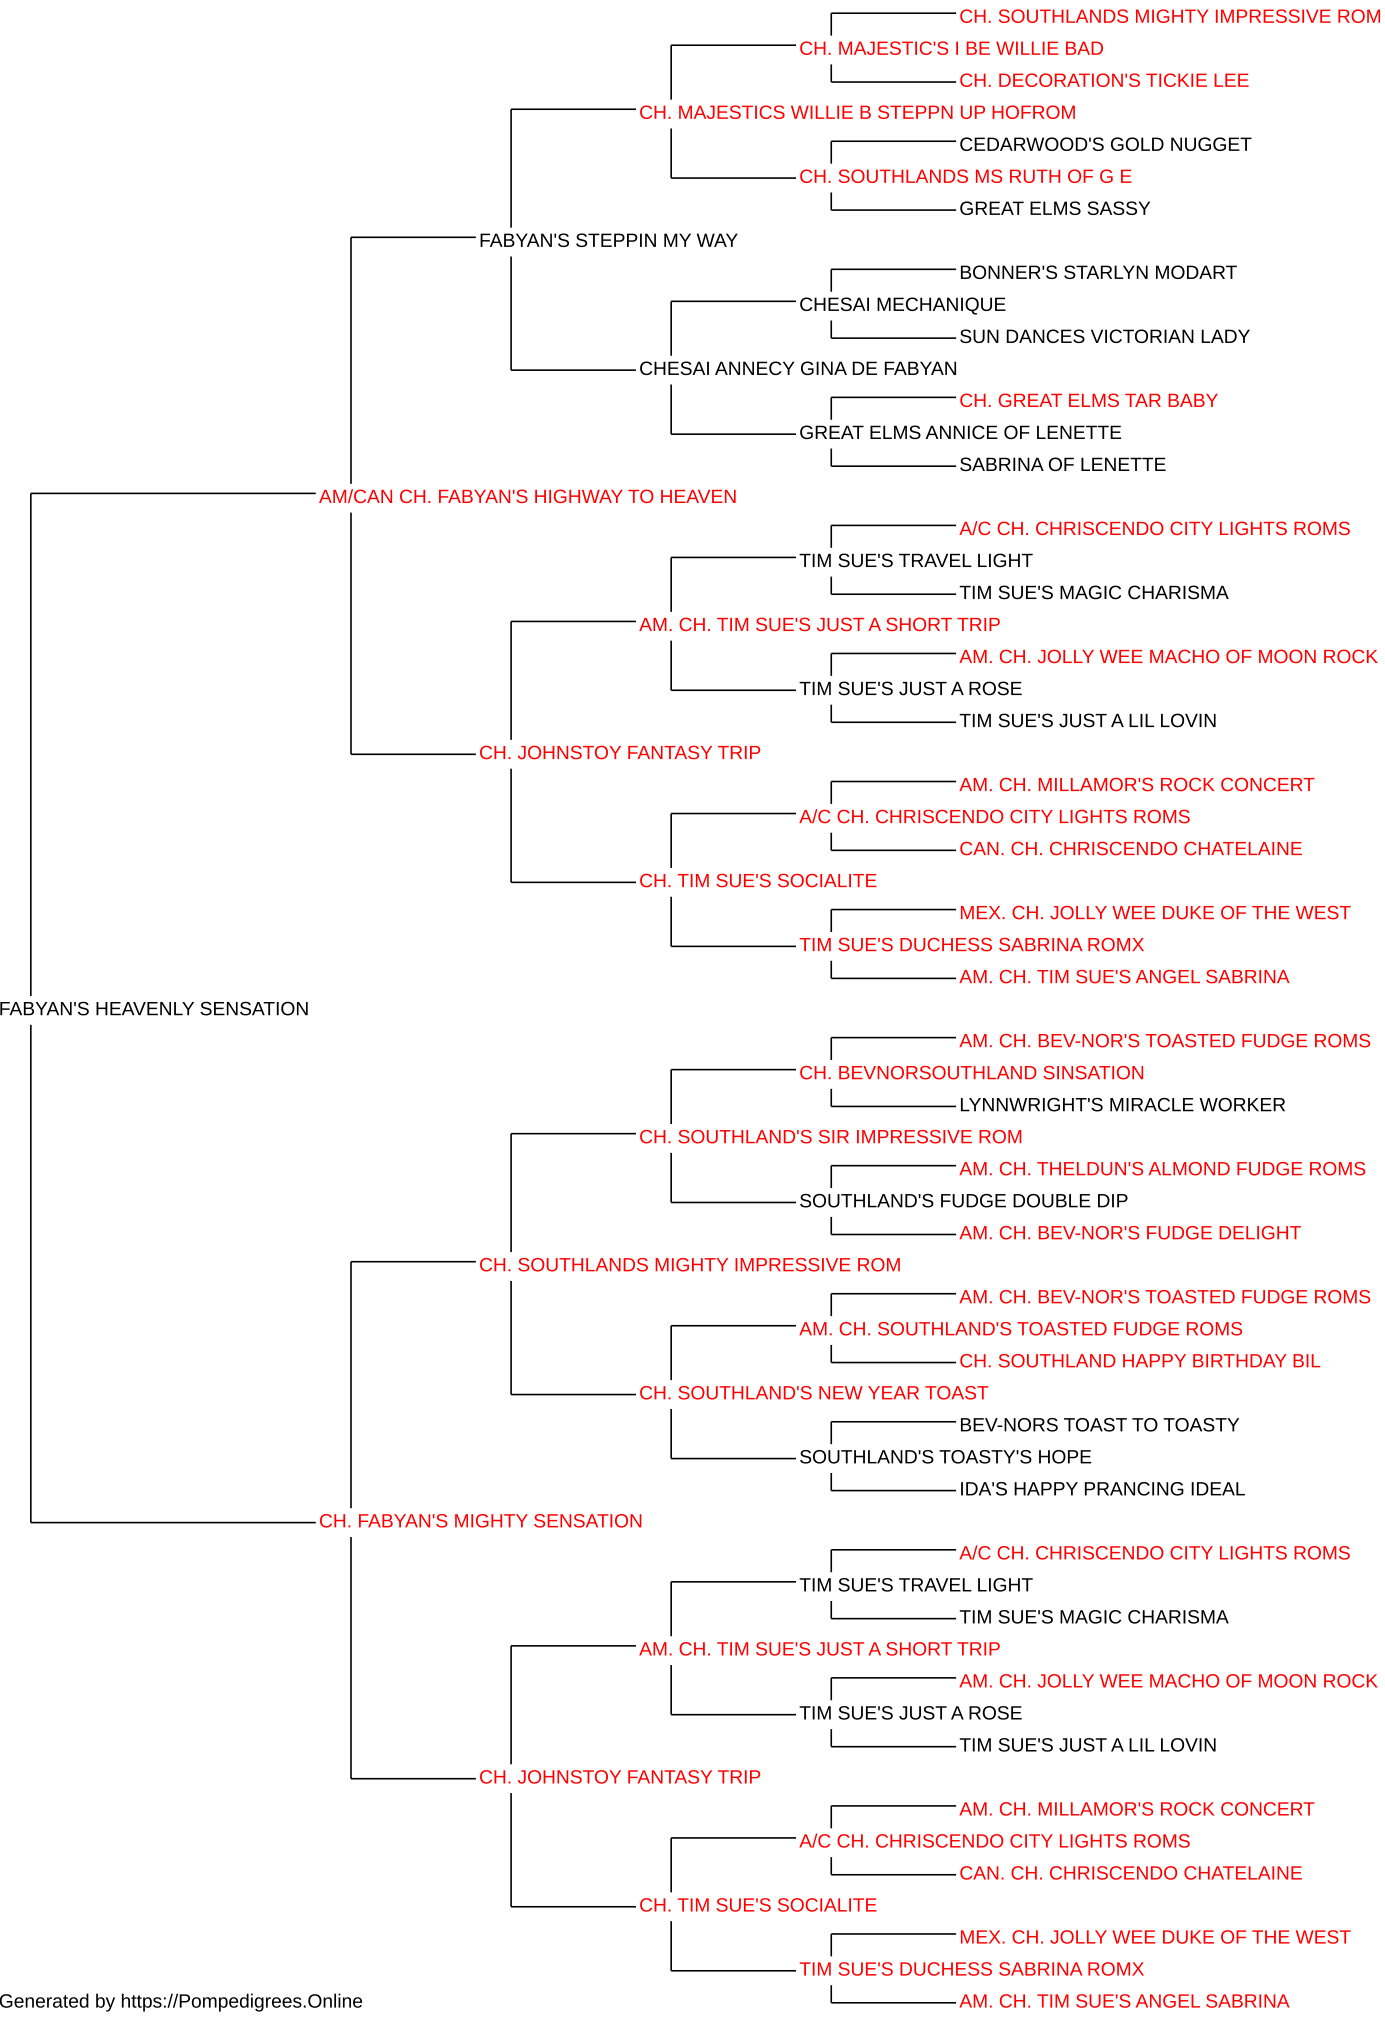 CH. SOUTHLANDS MIGHTY IMPRESSIVE ROM
CH. MAJESTIC'S I BE WILLIE BAD
CH. DECORATION'S TICKIE LEE
CH. MAJESTICS WILLIE B STEPPN UP HOFROM
CEDARWOOD'S GOLD NUGGET
CH. SOUTHLANDS MS RUTH OF G E
GREAT ELMS SASSY
FABYAN'S STEPPIN MY WAY
BONNER'S STARLYN MODART
CHESAI MECHANIQUE
SUN DANCES VICTORIAN LADY
CHESAI ANNECY GINA DE FABYAN
CH. GREAT ELMS TAR BABY
GREAT ELMS ANNICE OF LENETTE
SABRINA OF LENETTE
AM/CAN CH. FABYAN'S HIGHWAY TO HEAVEN
A/C CH. CHRISCENDO CITY LIGHTS ROMS
TIM SUE'S TRAVEL LIGHT
TIM SUE'S MAGIC CHARISMA
AM. CH. TIM SUE'S JUST A SHORT TRIP
AM. CH. JOLLY WEE MACHO OF MOON ROCK
TIM SUE'S JUST A ROSE
TIM SUE'S JUST A LIL LOVIN
CH. JOHNSTOY FANTASY TRIP
AM. CH. MILLAMOR'S ROCK CONCERT
A/C CH. CHRISCENDO CITY LIGHTS ROMS
CAN. CH. CHRISCENDO CHATELAINE
CH. TIM SUE'S SOCIALITE
MEX. CH. JOLLY WEE DUKE OF THE WEST
TIM SUE'S DUCHESS SABRINA ROMX
AM. CH. TIM SUE'S ANGEL SABRINA
FABYAN'S HEAVENLY SENSATION
AM. CH. BEV-NOR'S TOASTED FUDGE ROMS
CH. BEVNORSOUTHLAND SINSATION
LYNNWRIGHT'S MIRACLE WORKER
CH. SOUTHLAND'S SIR IMPRESSIVE ROM
AM. CH. THELDUN'S ALMOND FUDGE ROMS
SOUTHLAND'S FUDGE DOUBLE DIP
AM. CH. BEV-NOR'S FUDGE DELIGHT
CH. SOUTHLANDS MIGHTY IMPRESSIVE ROM
AM. CH. BEV-NOR'S TOASTED FUDGE ROMS
AM. CH. SOUTHLAND'S TOASTED FUDGE ROMS
CH. SOUTHLAND HAPPY BIRTHDAY BIL
CH. SOUTHLAND'S NEW YEAR TOAST
BEV-NORS TOAST TO TOASTY
SOUTHLAND'S TOASTY'S HOPE
IDA'S HAPPY PRANCING IDEAL
CH. FABYAN'S MIGHTY SENSATION
A/C CH. CHRISCENDO CITY LIGHTS ROMS
TIM SUE'S TRAVEL LIGHT
TIM SUE'S MAGIC CHARISMA
AM. CH. TIM SUE'S JUST A SHORT TRIP
AM. CH. JOLLY WEE MACHO OF MOON ROCK
TIM SUE'S JUST A ROSE
TIM SUE'S JUST A LIL LOVIN
CH. JOHNSTOY FANTASY TRIP
AM. CH. MILLAMOR'S ROCK CONCERT
A/C CH. CHRISCENDO CITY LIGHTS ROMS
CAN. CH. CHRISCENDO CHATELAINE
CH. TIM SUE'S SOCIALITE
MEX. CH. JOLLY WEE DUKE OF THE WEST
TIM SUE'S DUCHESS SABRINA ROMX
AM. CH. TIM SUE'S ANGEL SABRINA
Generated by https://Pompedigrees.Online